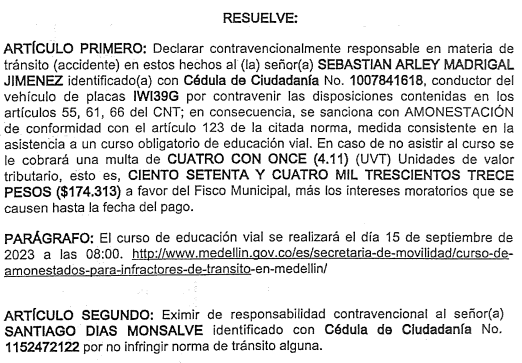 RESUELVE:
ARTÍCULO PRIMERO: Declarar contravencionalmente responsable en materia de
tránsito (accidente) en estos hechos al (la) señor(a) SEBASTIAN ARLEY MADRIGAL
JIMENEZ identificado(a) con Cédula de Ciudadanía No. 1007841618, conductor del
vehículo de placas IWI39G por contravenir las disposiciones contenidas en los
artículos 55, 61, 66 del CNT; en consecuencia, se sanciona con AMONESTACIÓN
de conformidad con el artículo 123 de la citada norma, medida consistente en la
asistencia a un curso obligatorio de educación vial. En caso de no asistir al curso se
le cobrará una multa de CUATRO CON ONCE (4.11) (UVT) Unidades de valor
tributario, esto es, CIENTO SETENTA Y CUATRO MIL TRESCIENTOS TRECE
PESOS ($174.313) a favor del Fisco Municipal, más los intereses moratorios que se
causen hasta la fecha del pago.
PARÁGRAFO: El curso de educación vial se realizará el día 15 de septiembre de
2023 a las 08:00. http://www.medellin.gov.co/es/secretaria-de-movilidad/curso-de-
amonestados-para-infractores-de-transito-en-medellin/
ARTÍCULO SEGUNDO: Eximir de responsabilidad contravencional al señor(a)
SANTIAGO DIAS MONSALVE identificado con Cédula de Ciudadanía No.
1152472122 por no infringir norma de tránsito alguna.